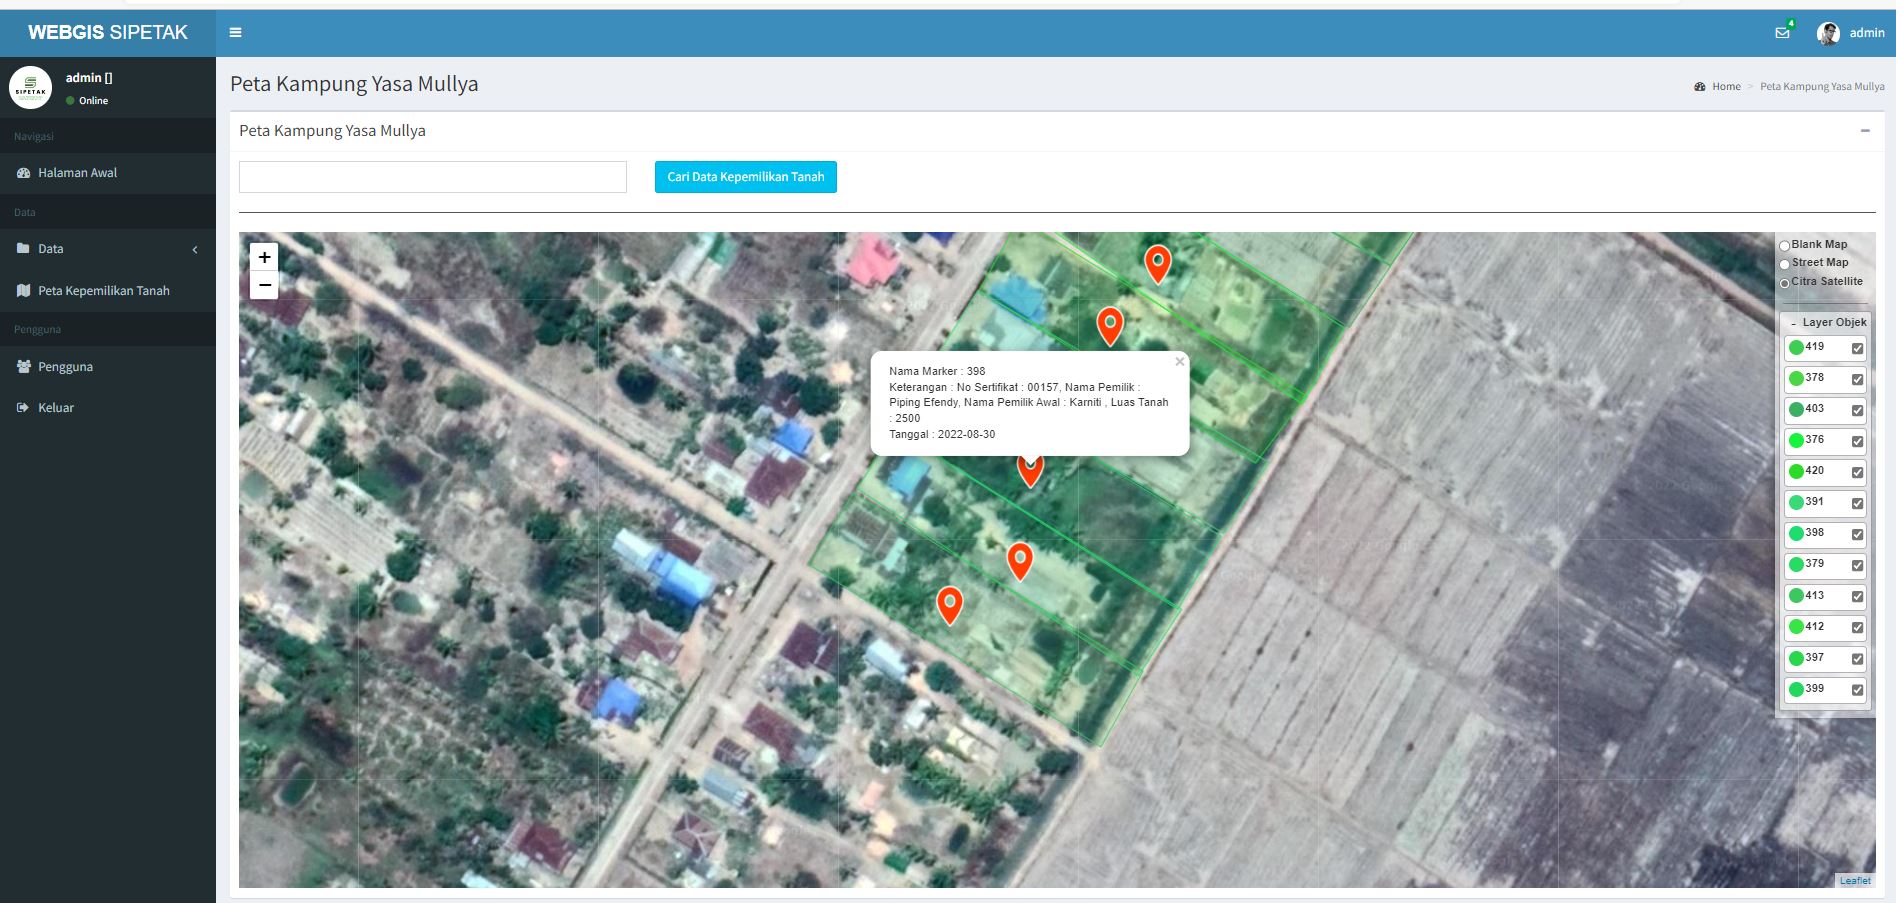 WEBGIS SIPETAK
4
admin
admin []
Online
SIPETAK
Navigasi
Halaman Awal
Data
Data
Peta Kepemilikan Tanah
Pengguna
Pengguna
Keluar
Peta Kampung Yasa Mullya
Home > Peta Kampung Yasa Mullya
Peta Kampung Yasa Mullya
Cari Data Kepemilikan Tanah
+
−
Nama Marker : 398
Keterangan : No Sertifikat : 00157, Nama Pemilik :
Piping Efendy, Nama Pemilik Awal : Karniti , Luas Tanah
: 2500
Tanggal : 2022-08-30
×
Blank Map
Street Map
Citra Satellite
- Layer Objek
419
378
403
376
420
391
398
379
413
412
397
399
Leaflet